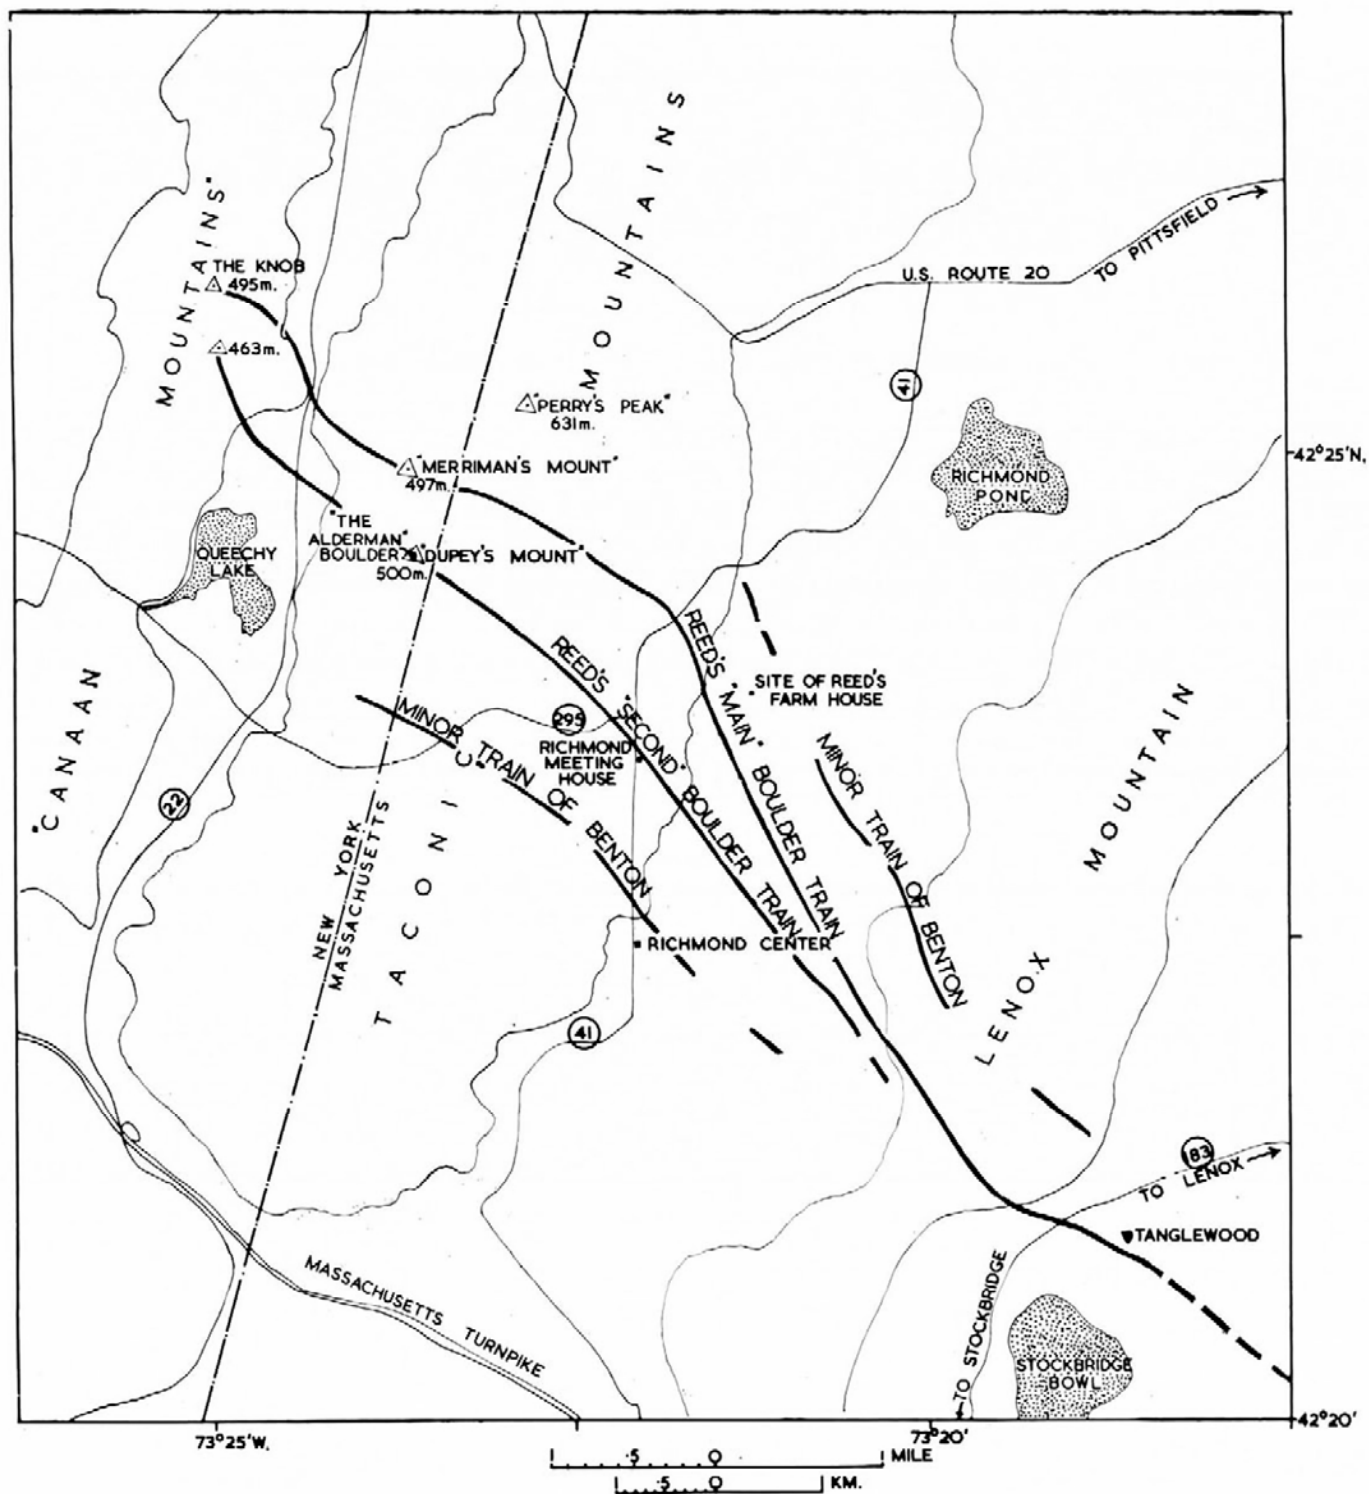 "CANAAN
MOUNTAINS"
THE KNOB
495m.
463m.
TACONIC
MOUNTAINS
U.S. ROUTE 20
TO PITTSFIELD
41
"PERRY'S PEAK"
631m.
"MERRIMAN'S MOUNT"
497m.
42°25'N.
RICHMOND
POND
"THE
ALDERMAN"
BOULDER
"DUPEY'S MOUNT"
500m.
QUEECHY
LAKE
REED'S "MAIN" BOULDER TRAIN
REED'S "SECOND" BOULDER TRAIN
SITE OF REED'S
FARM HOUSE
MINOR TRAIN OF BENTON
MINOR TRAIN OF BENTON
295
RICHMOND
MEETING
HOUSE
22
NEW YORK
MASSACHUSETTS
LENOX MOUNTAIN
RICHMOND CENTER
41
183
TO LENOX
TANGLEWOOD
MASSACHUSETTS TURNPIKE
TO STOCKBRIDGE
STOCKBRIDGE
BOWL
42°20'
73°25'W.
73°20'
.5 0 1 MILE
.5 0 1 KM.